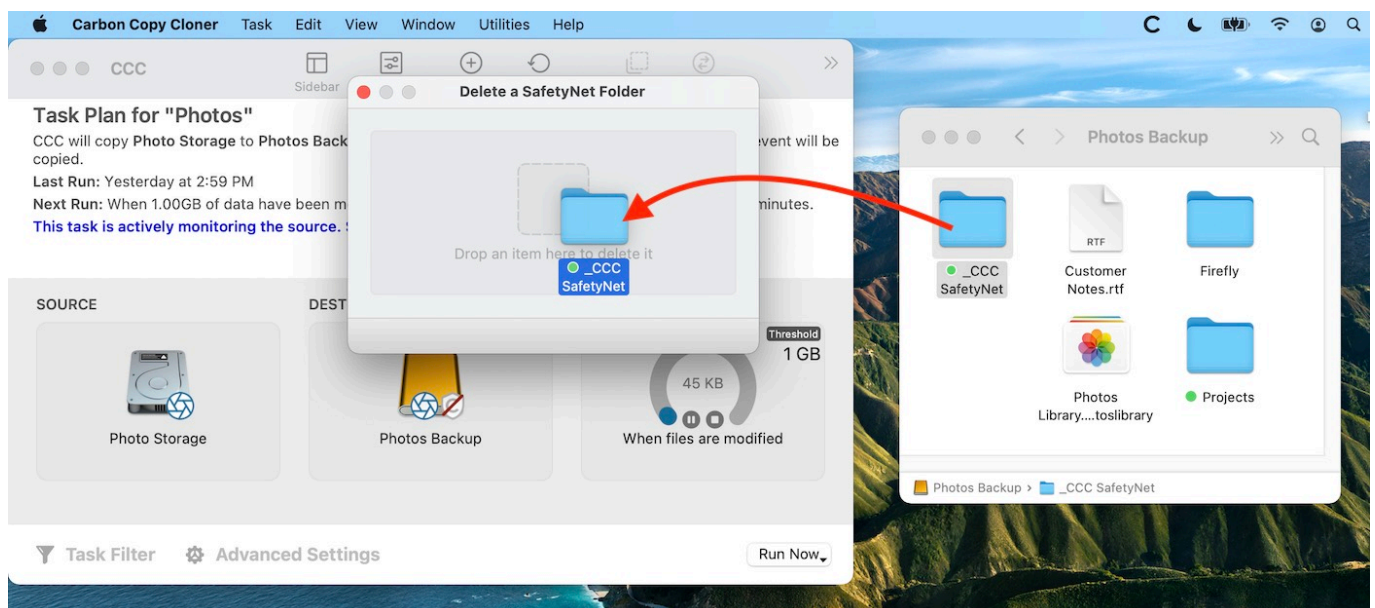 Carbon Copy Cloner Task Edit View Window Utilities Help
CCC
Sidebar
Task Plan for "Photos"
CCC will copy Photo Storage to Photos Back
event will be
copied.
Last Run: Yesterday at 2:59 PM
Next Run: When 1.00GB of data have been m
minutes.
This task is actively monitoring the source.
Delete a SafetyNet Folder
Drop an item here to delete it
_CCC
SafetyNet
SOURCE
DEST
Photo Storage
Photos Backup
Threshold
1 GB
45 KB
When files are modified
Task Filter
Advanced Settings
Run Now
Photos Backup
_CCC
SafetyNet
RTF
Customer
Notes.rtf
Firefly
Photos
Library....toslibrary
Projects
Photos Backup › _CCC SafetyNet